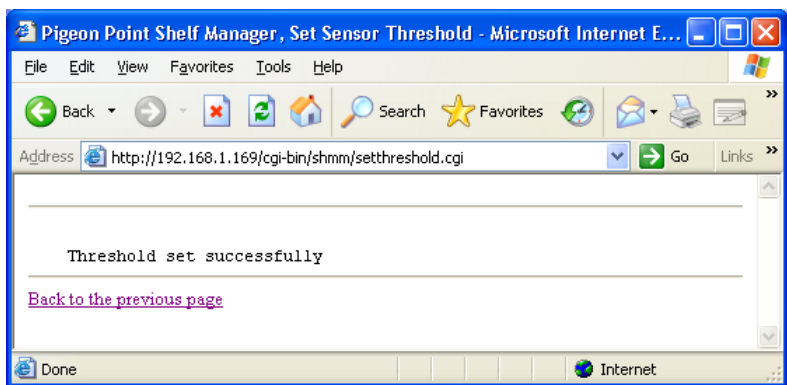 Pigeon Point Shelf Manager, Set Sensor Threshold - Microsoft Internet E...
File Edit View Favorites Tools Help
Back Search Favorites »
Address http://192.168.1.169/cgi-bin/shmm/setthreshold.cgi Go Links »
Threshold set successfully
Back to the previous page
Done Internet